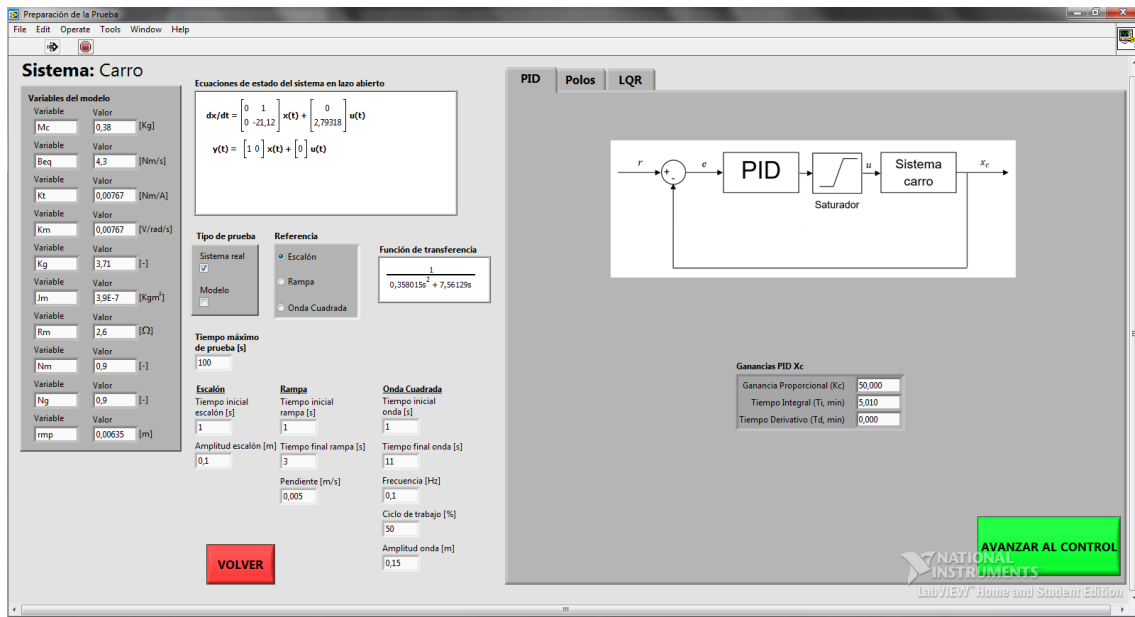 Preparación de la Prueba
File Edit Operate Tools Window Help
Sistema: Carro
Variables del modelo
Variable Valor
Mc 0,38 [Kg]
Variable Valor
Beq 4,3 [Nm/s]
Variable Valor
Kt 0,00767 [Nm/A]
Variable Valor
Km 0,00767 [V/rad/s]
Variable Valor
Kg 3,71 [-]
Variable Valor
Jm 3,9E-7 [Kgm²]
Variable Valor
Rm 2,6 [Ω]
Variable Valor
Nm 0,9 [-]
Variable Valor
Ng 0,9 [-]
Variable Valor
rmp 0,00635 [m]
Ecuaciones de estado del sistema en lazo abierto
dx/dt = [0 1; 0 -21,12] x(t) + [0; 2,79318] u(t)
y(t) = [1 0] x(t) + [0] u(t)
Tipo de prueba
Sistema real
Modelo
Referencia
Escalón
Rampa
Onda Cuadrada
Función de transferencia
1
0,358015s² + 7,56129s
Tiempo máximo
de prueba [s]
100
Escalón
Tiempo inicial
escalón [s]
1
Amplitud escalón [m]
0,1
Rampa
Tiempo inicial
rampa [s]
1
Tiempo final rampa [s]
3
Pendiente [m/s]
0,005
Onda Cuadrada
Tiempo inicial
onda [s]
1
Tiempo final onda [s]
11
Frecuencia [Hz]
0,1
Ciclo de trabajo [%]
50
Amplitud onda [m]
0,15
VOLVER
PID Polos LQR
r + - e PID u Sistema
carro
x_c
Saturador
Ganancias PID Xc
Ganancia Proporcional (Kc) 50,000
Tiempo Integral (Ti, min) 5,010
Tiempo Derivativo (Td, min) 0,000
AVANZAR AL CONTROL
NATIONAL
INSTRUMENTS
LabVIEW™ Home and Student Edition